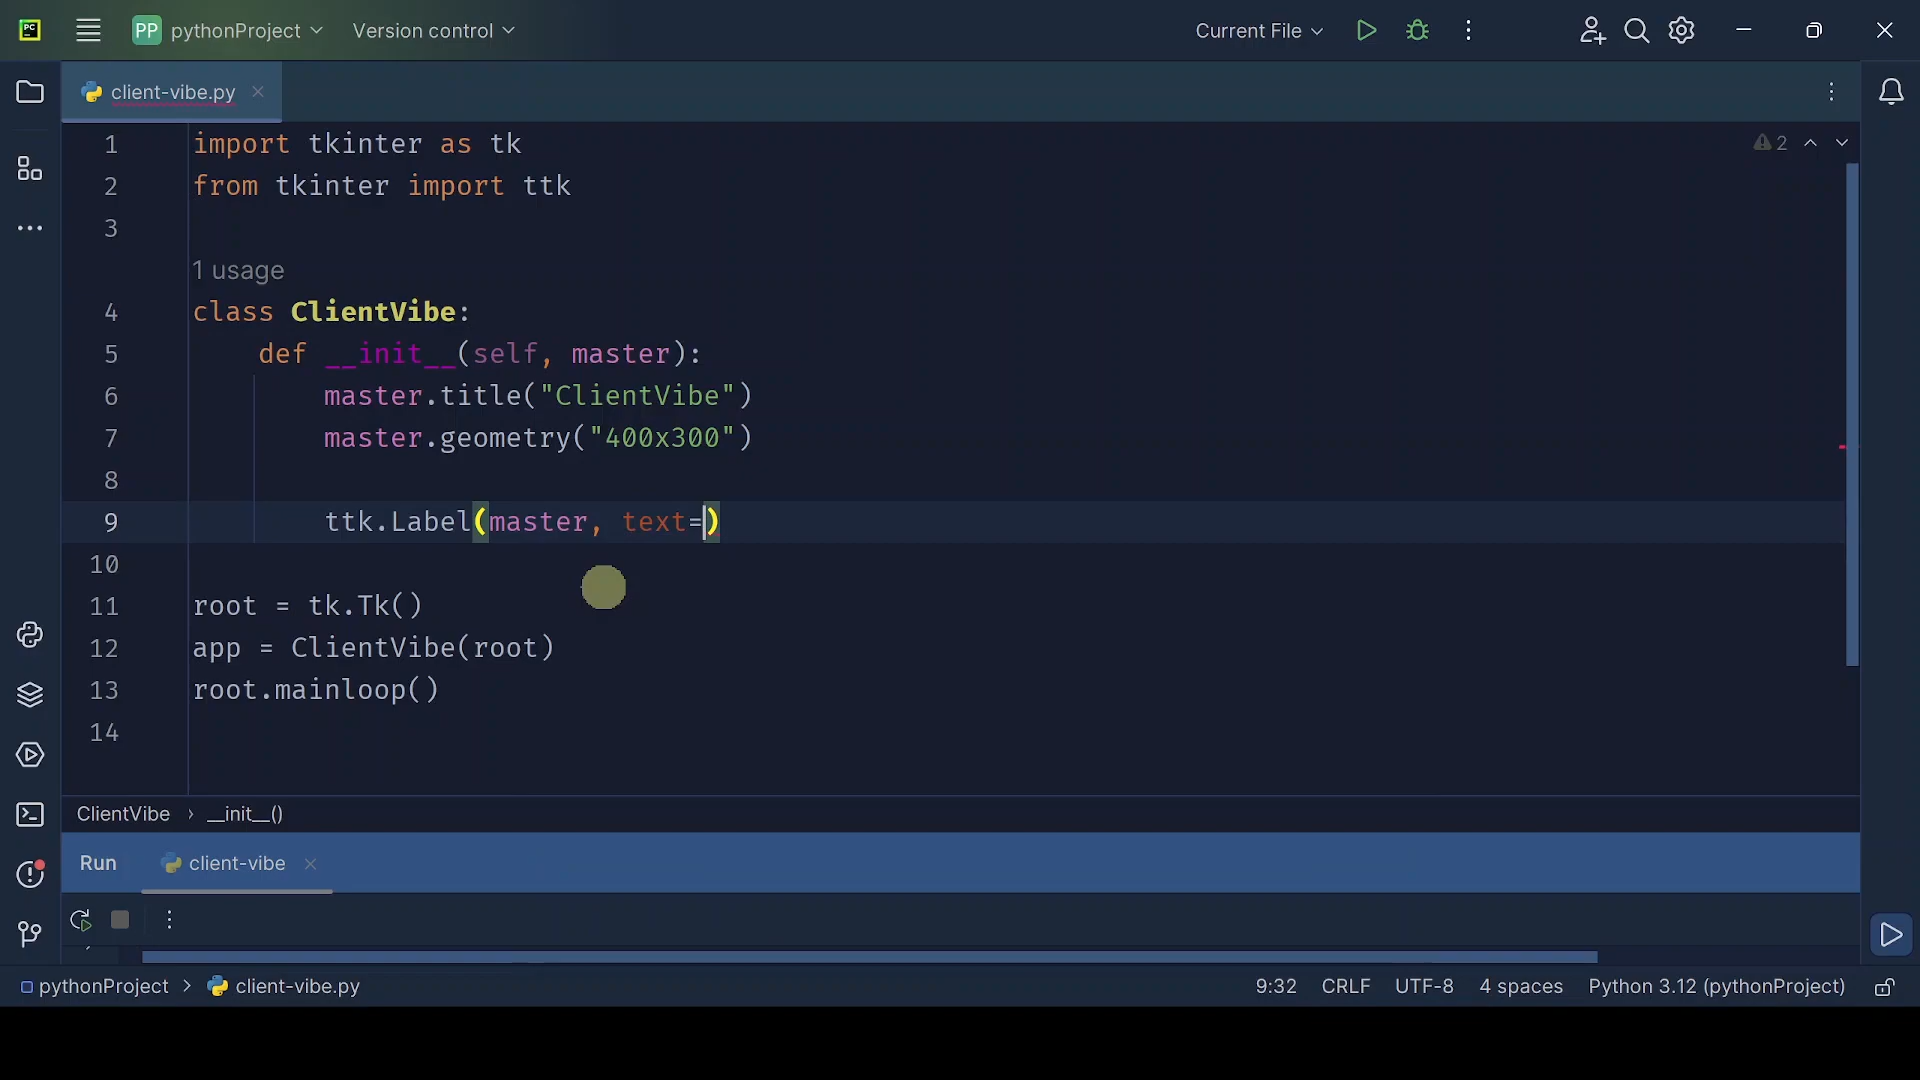 PC
PP pythonProject Version control Current File
client-vibe.py
2
1 import tkinter as tk
2 from tkinter import ttk
3
1 usage
4 class ClientVibe:
5 def __init__(self, master):
6 master.title("ClientVibe")
7 master.geometry("400x300")
8
9 ttk.Label(master, text=)
10
11 root = tk.Tk()
12 app = ClientVibe(root)
13 root.mainloop()
14
ClientVibe › __init__()
Run client-vibe
pythonProject > client-vibe.py 9:32 CRLF UTF-8 4 spaces Python 3.12 (pythonProject)